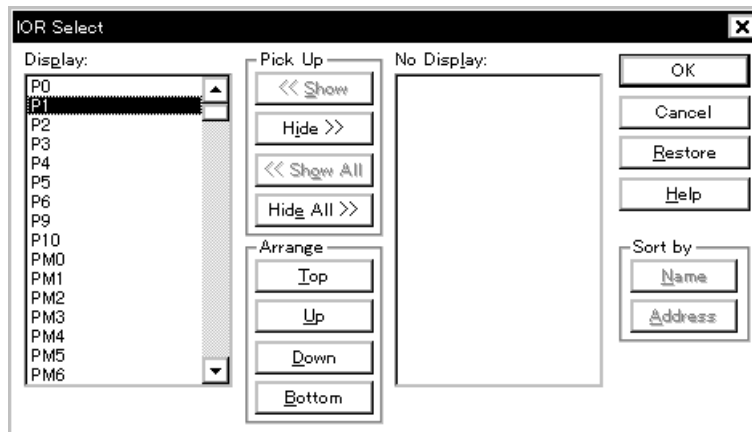 IOR Select
Display:
P0
P1
P2
P3
P4
P5
P6
P9
P10
PM0
PM1
PM2
PM3
PM4
PM5
PM6
Pick Up
<< Show
Hide >>
<< Show All
Hide All >>
Arrange
Top
Up
Down
Bottom
No Display:
OK
Cancel
Restore
Help
Sort by
Name
Address